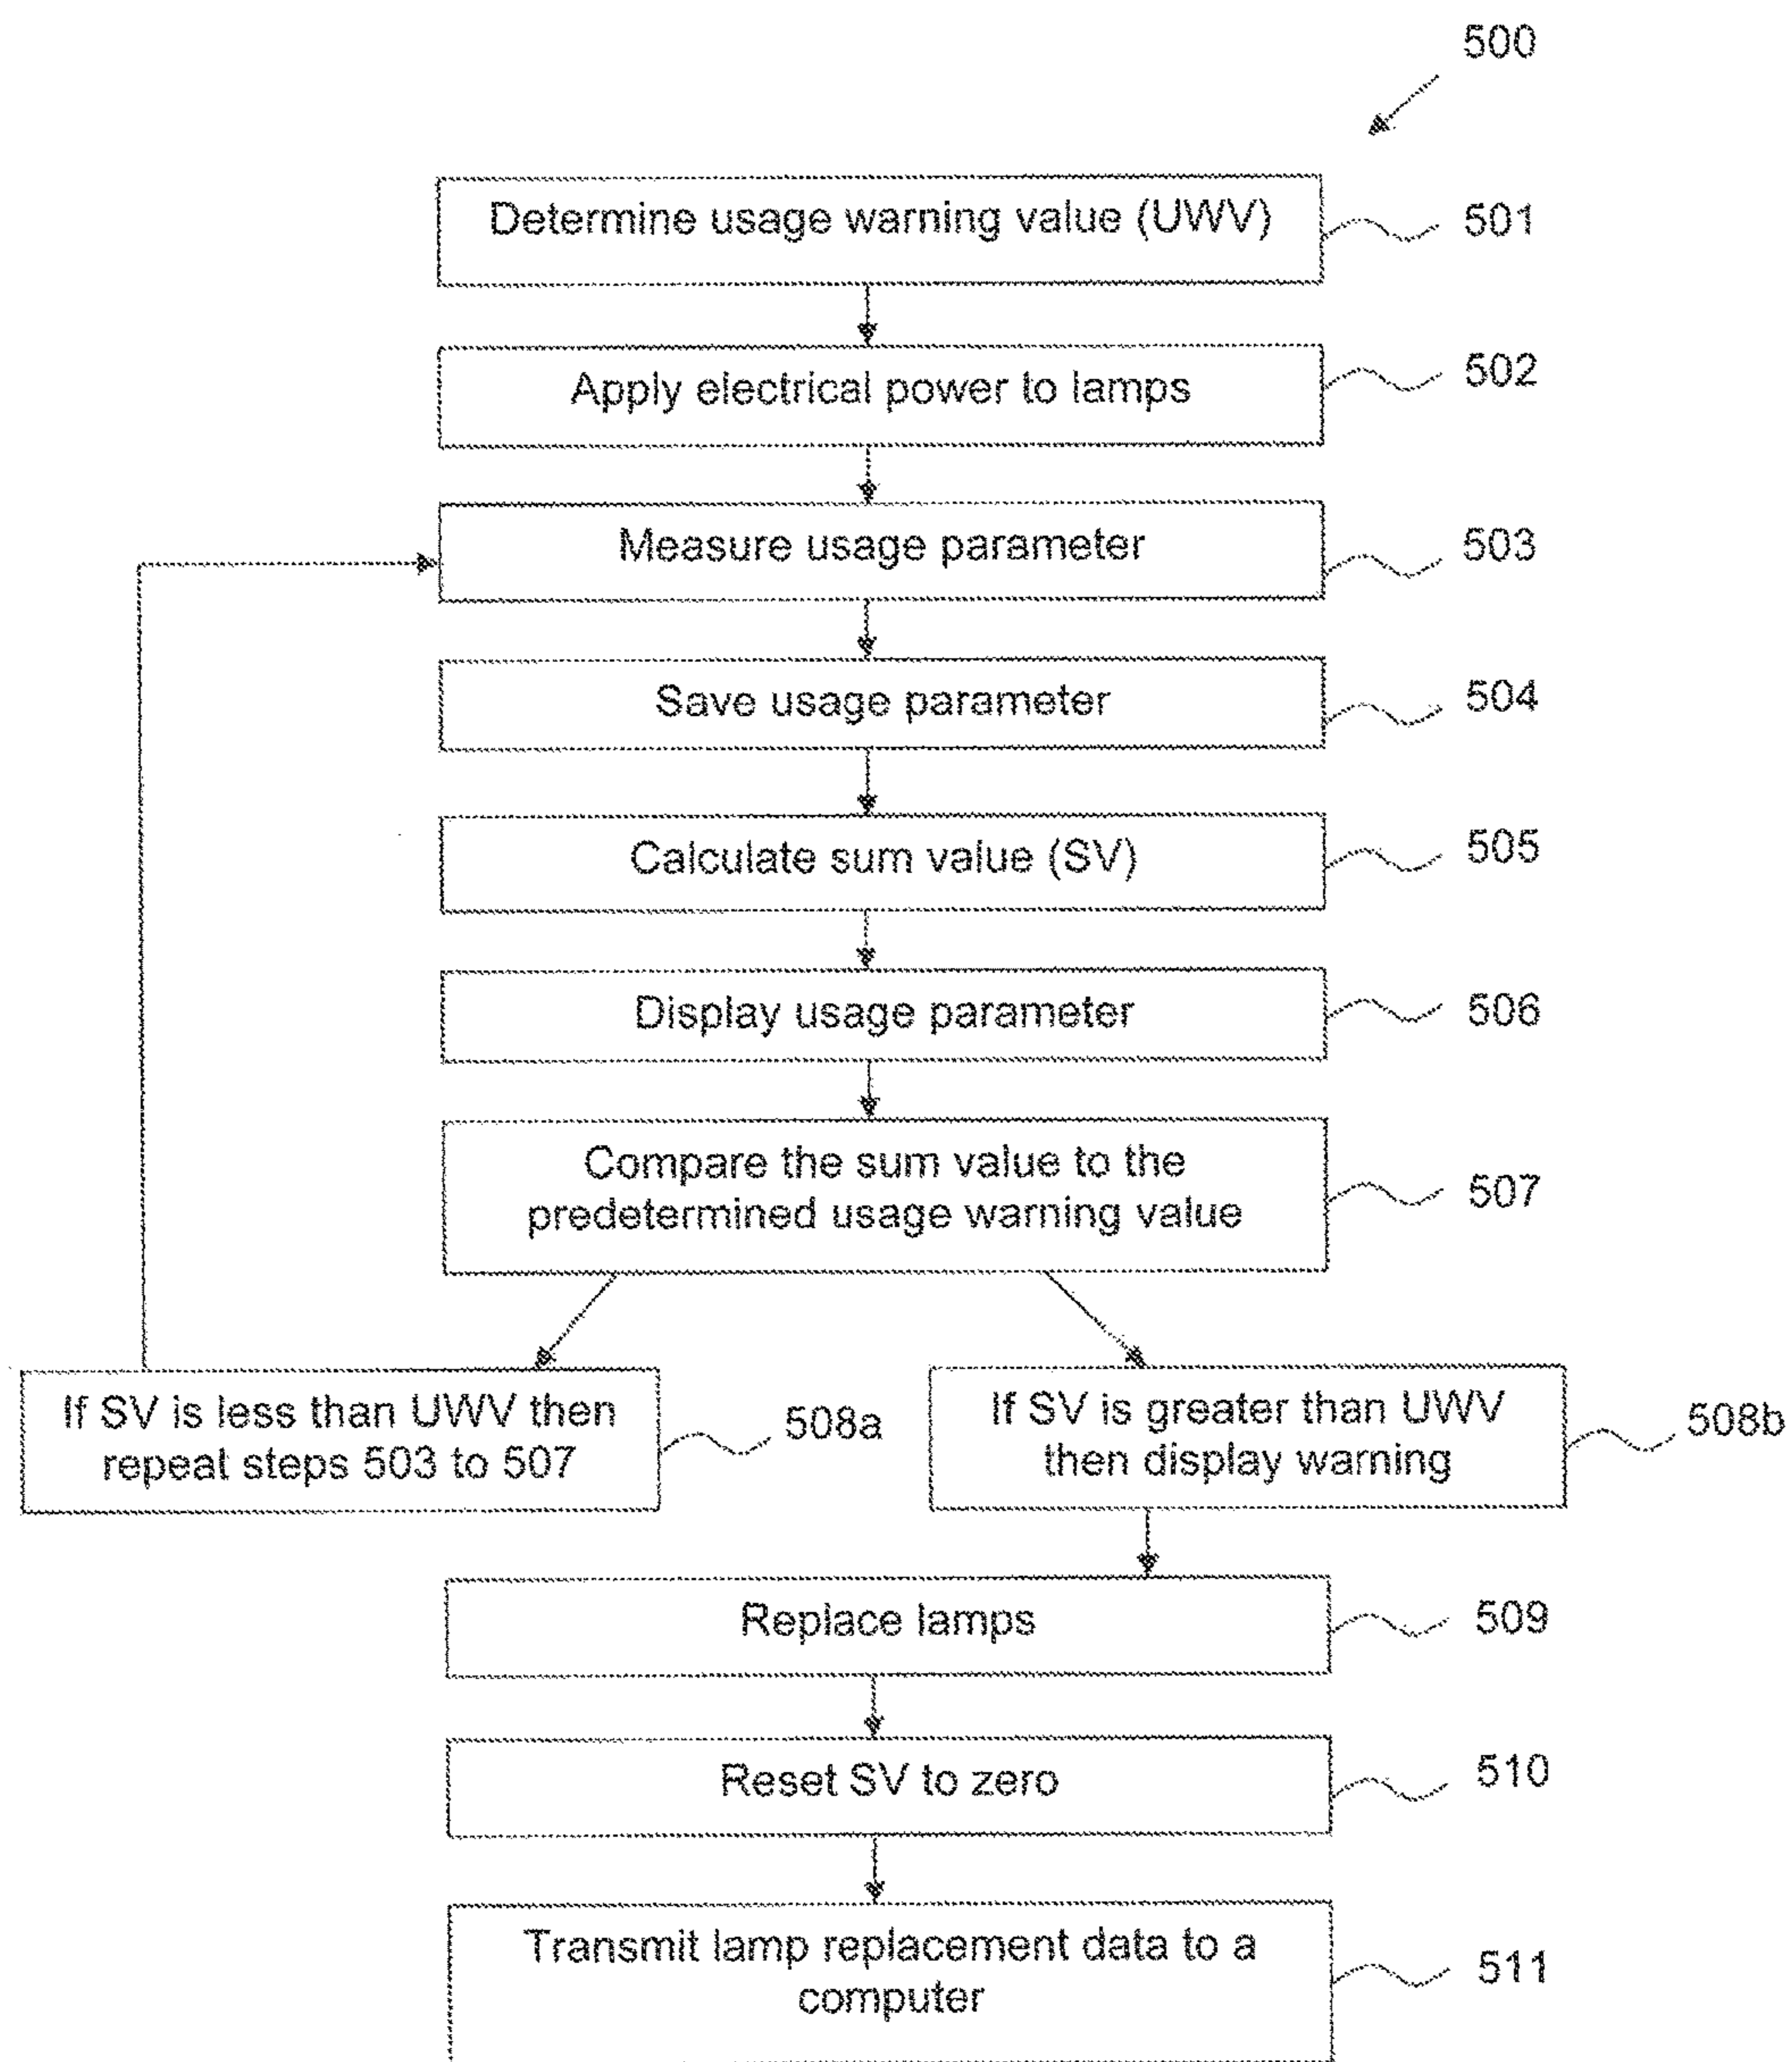 500
Determine usage warning value (UWV)
501
Apply electrical power to lamps
502
Measure usage parameter
503
Save usage parameter
504
Calculate sum value (SV)
505
Display usage parameter
506
Compare the sum value to the
predetermined usage warning value
507
If SV is less than UWV then
repeat steps 503 to 507
508a
If SV is greater than UWV
then display warning
508b
Replace lamps
509
Reset SV to zero
510
Transmit lamp replacement data to a
computer
511